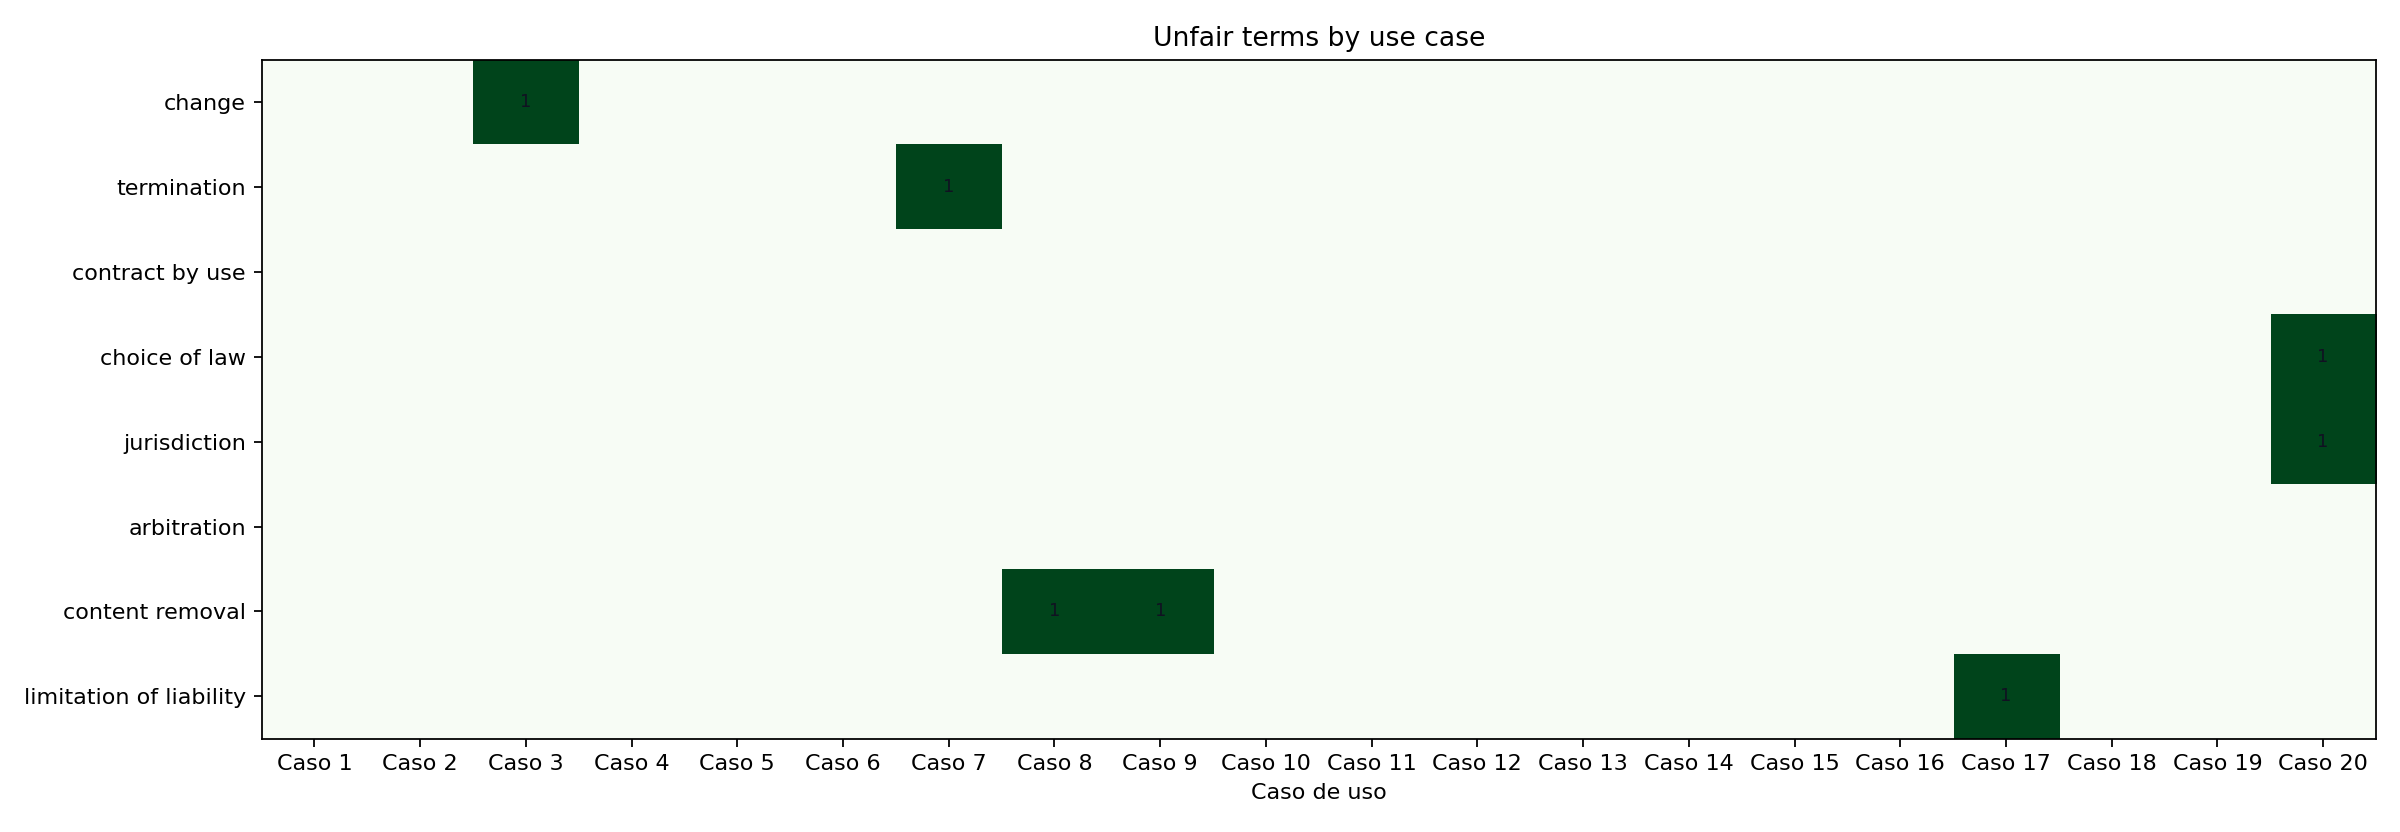 Unfair terms by use case
change
1
termination
1
contract by use
choice of law
1
jurisdiction
1
arbitration
content removal
1 1
limitation of liability
1
Caso 1 Caso 2 Caso 3 Caso 4 Caso 5 Caso 6 Caso 7 Caso 8 Caso 9 Caso 10 Caso 11 Caso 12 Caso 13 Caso 14 Caso 15 Caso 16 Caso 17 Caso 18 Caso 19 Caso 20
Caso de uso